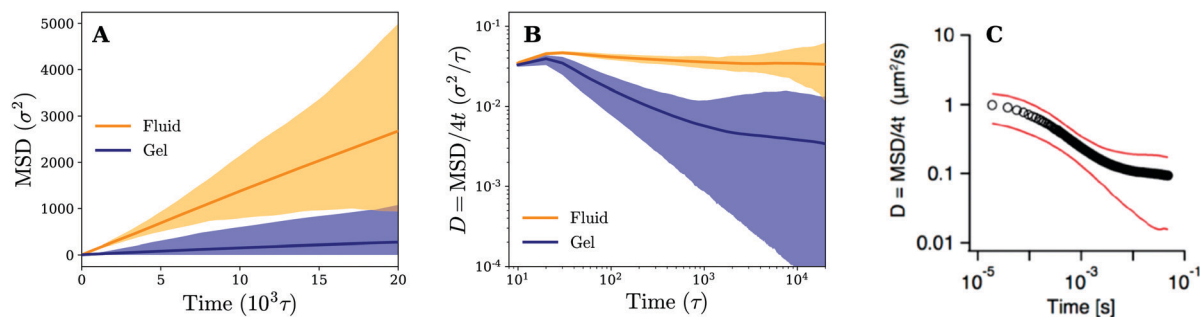 A
MSD (σ²)
5000
4000
3000
2000
1000
0
Fluid
Gel
0
5
10
15
20
Time (10³τ)
B
D = MSD/4t (σ²/τ)
10⁻¹
10⁻²
10⁻³
10⁻⁴
Fluid
Gel
10¹
10²
10³
10⁴
Time (τ)
C
D = MSD/4t (μm²/s)
1
0.1
0.01
10⁻⁵
10⁻³
10⁻¹
Time [s]